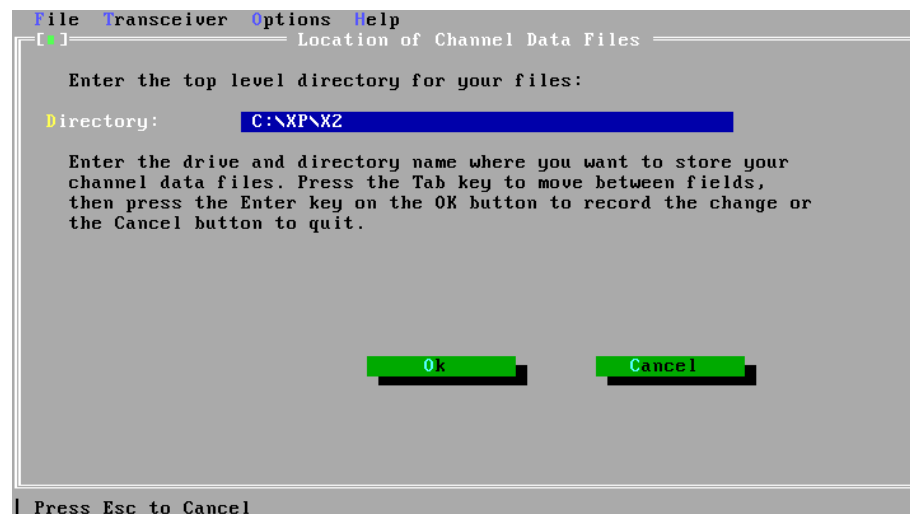 File Transceiver Options Help
[■] Location of Channel Data Files
Enter the top level directory for your files:
Directory: C:\XP\X2
Enter the drive and directory name where you want to store your
channel data files. Press the Tab key to move between fields,
then press the Enter key on the OK button to record the change or
the Cancel button to quit.
Ok Cancel
Press Esc to Cancel